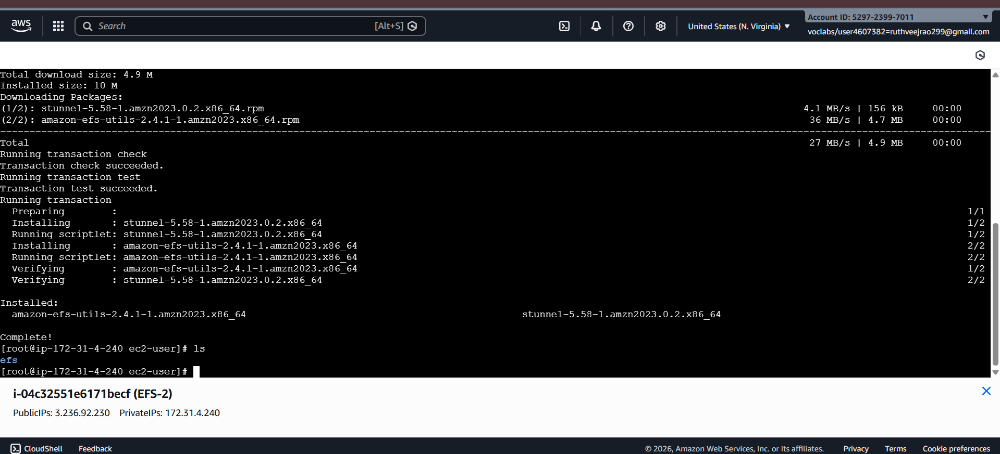 aws
Search [Alt+S]
United States (N. Virginia) ▼
Account ID: 5297-2399-7011
voclabs/user4607382=ruthveejrao299@gmail.com
Total download size: 4.9 M
Installed size: 10 M
Downloading Packages:
(1/2): stunnel-5.58-1.amzn2023.0.2.x86_64.rpm 4.1 MB/s | 156 kB 00:00
(2/2): amazon-efs-utils-2.4.1-1.amzn2023.x86_64.rpm 36 MB/s | 4.7 MB 00:00
Total 27 MB/s | 4.9 MB 00:00
Running transaction check
Transaction check succeeded.
Running transaction test
Transaction test succeeded.
Running transaction
Preparing : 1/1
Installing : stunnel-5.58-1.amzn2023.0.2.x86_64 1/2
Running scriptlet: stunnel-5.58-1.amzn2023.0.2.x86_64 1/2
Installing : amazon-efs-utils-2.4.1-1.amzn2023.x86_64 2/2
Running scriptlet: amazon-efs-utils-2.4.1-1.amzn2023.x86_64 2/2
Verifying : amazon-efs-utils-2.4.1-1.amzn2023.x86_64 1/2
Verifying : stunnel-5.58-1.amzn2023.0.2.x86_64 2/2
Installed:
amazon-efs-utils-2.4.1-1.amzn2023.x86_64 stunnel-5.58-1.amzn2023.0.2.x86_64
Complete!
[root@ip-172-31-4-240 ec2-user]# ls
efs
[root@ip-172-31-4-240 ec2-user]#
i-04c32551e6171becf (EFS-2)
PublicIPs: 3.236.92.230 PrivateIPs: 172.31.4.240
CloudShell Feedback © 2026, Amazon Web Services, Inc. or its affiliates. Privacy Terms Cookie preferences